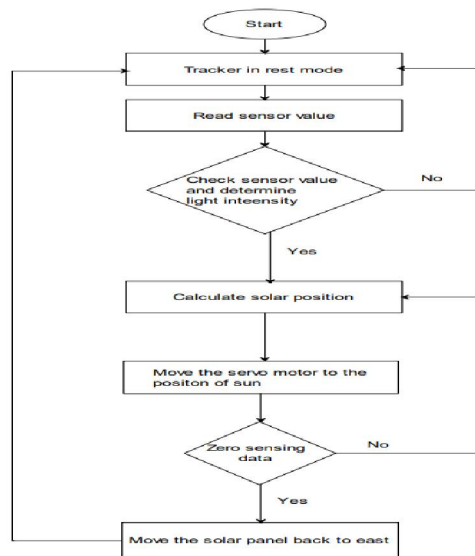 Start
Tracker in rest mode
Read sensor value
Check sensor value
and determine
light inteensity
No
Yes
Calculate solar position
Move the servo motor to the
positon of sun
Zero sensing
data
No
Yes
Move the solar panel back to east